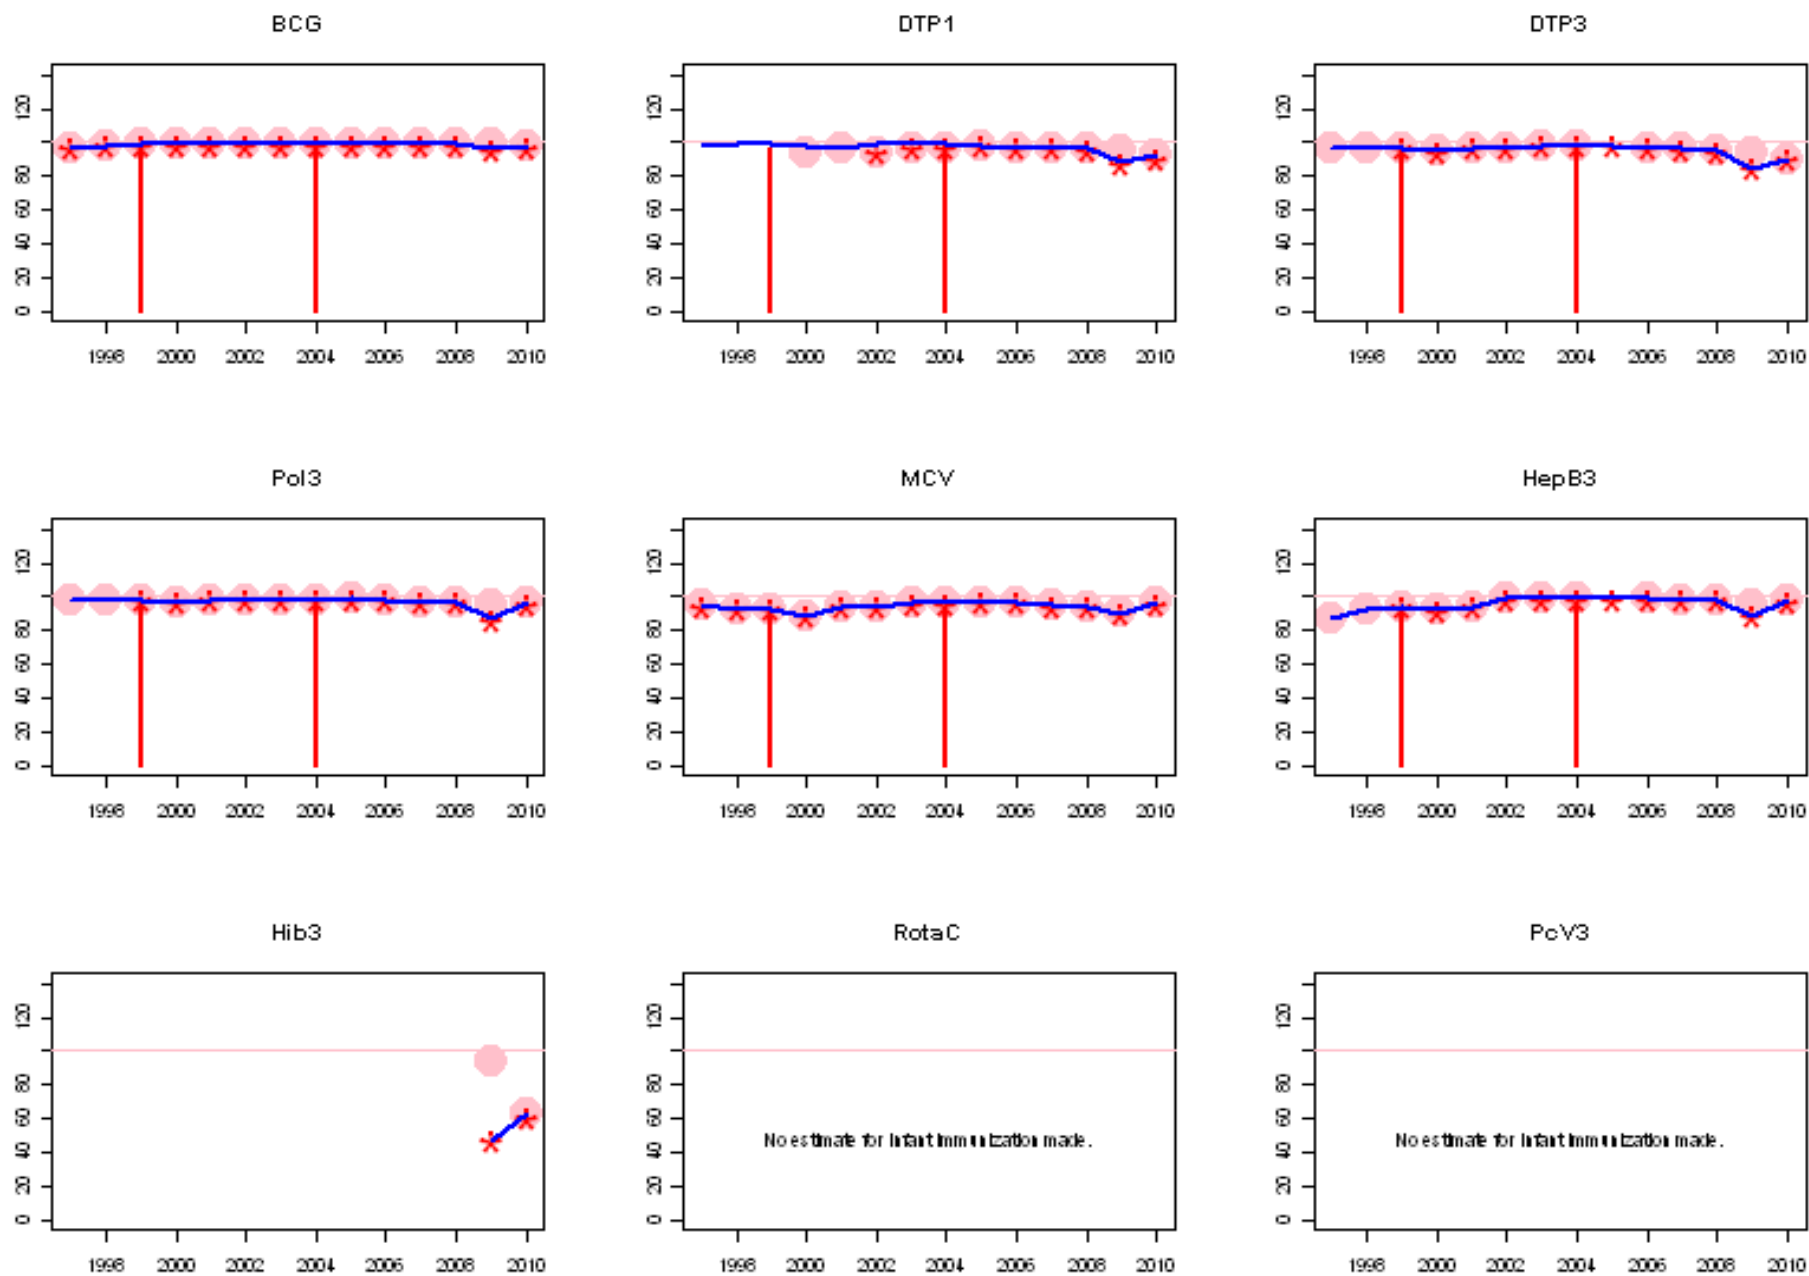 BCG
DTP1
DTP3
0 20 40 60 80 120
0 20 40 60 80 120
0 20 40 60 80 120
1998 2000 2002 2004 2006 2008 2010
1998 2000 2002 2004 2006 2008 2010
1998 2000 2002 2004 2006 2008 2010
Pol3
MCV
HepB3
0 20 40 60 80 120
0 20 40 60 80 120
0 20 40 60 80 120
1998 2000 2002 2004 2006 2008 2010
1998 2000 2002 2004 2006 2008 2010
1998 2000 2002 2004 2006 2008 2010
Hib3
RotaC
PcV3
0 20 40 60 80 120
0 20 40 60 80 120
0 20 40 60 80 120
No estimate for infant immunization made.
No estimate for infant immunization made.
1998 2000 2002 2004 2006 2008 2010
1998 2000 2002 2004 2006 2008 2010
1998 2000 2002 2004 2006 2008 2010